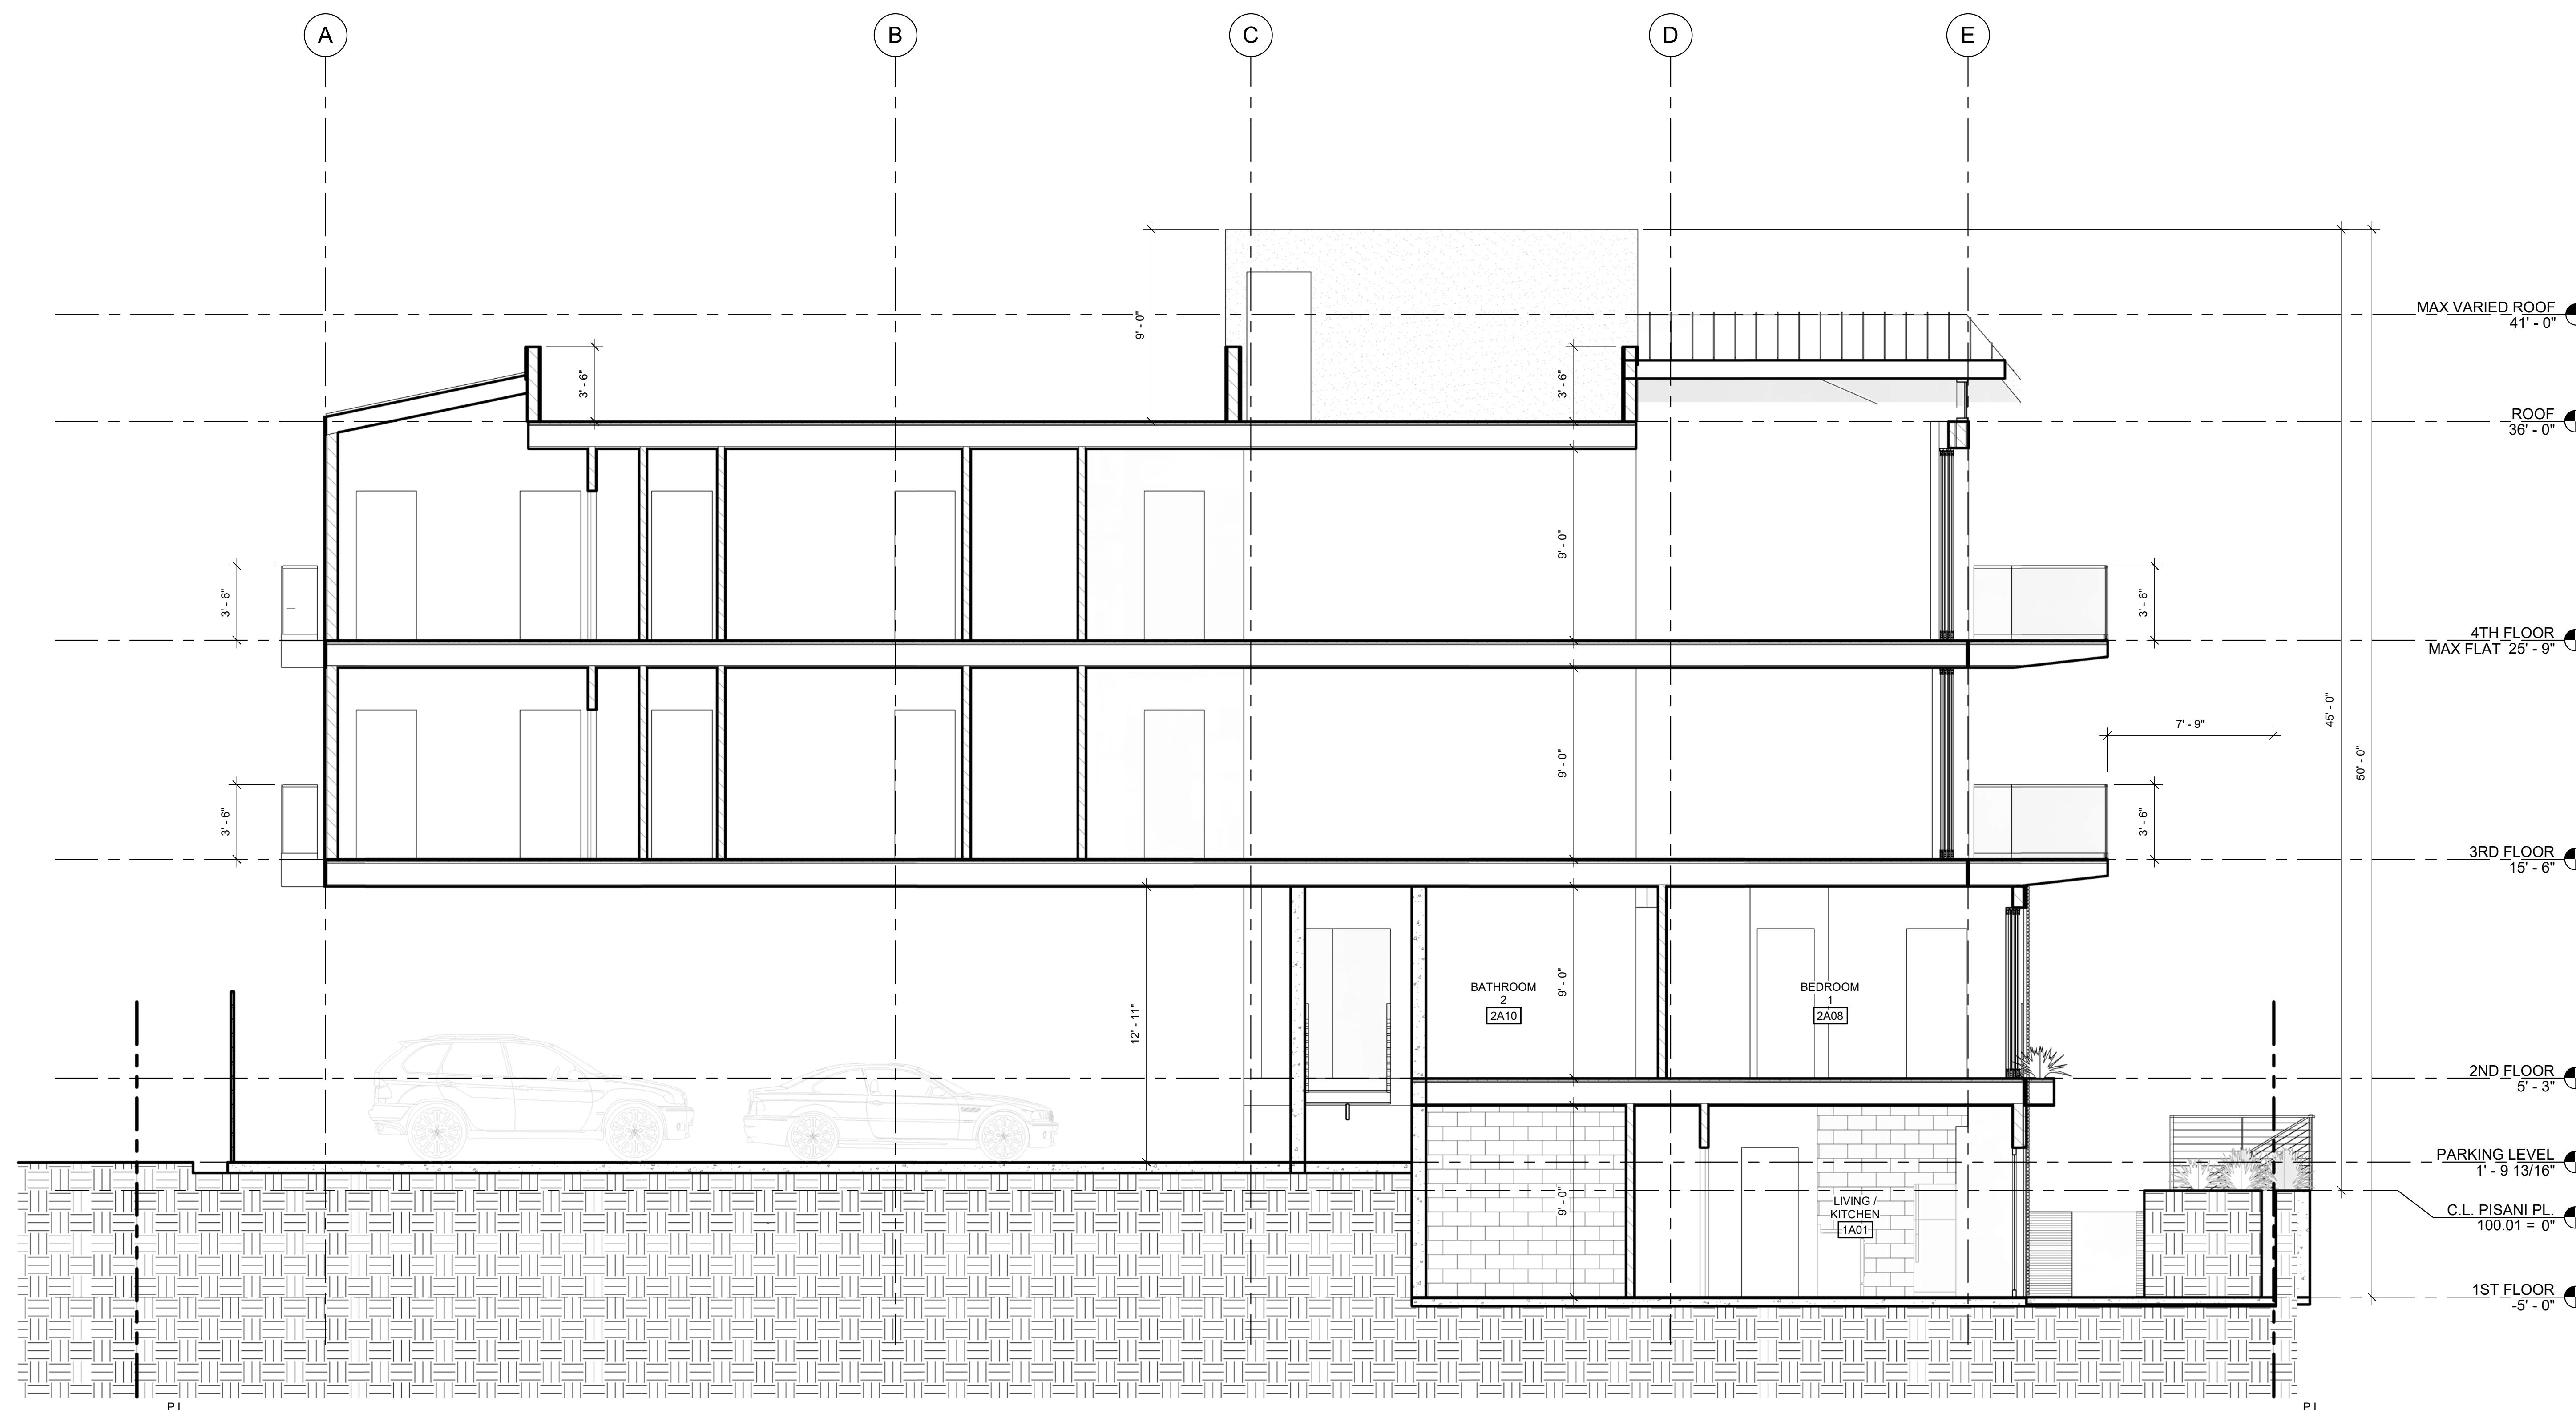 A
B
C
D
E
9' - 0"
MAX VARIED ROOF
41' - 0"
3' - 6"
3' - 6"
ROOF
36' - 0"
9' - 0"
3' - 6"
3' - 6"
4TH FLOOR
MAX FLAT 25' - 9"
45' - 0"
7' - 9"
50' - 0"
9' - 0"
3' - 6"
3' - 6"
3RD FLOOR
15' - 6"
12' - 11"
BATHROOM
2
2A10
9' - 0"
BEDROOM
1
2A08
2ND FLOOR
5' - 3"
PARKING LEVEL
1' - 9 13/16"
9' - 0"
LIVING /
KITCHEN
1A01
C.L. PISANI PL.
100.01 = 0"
1ST FLOOR
-5' - 0"
P.L.
P.L.